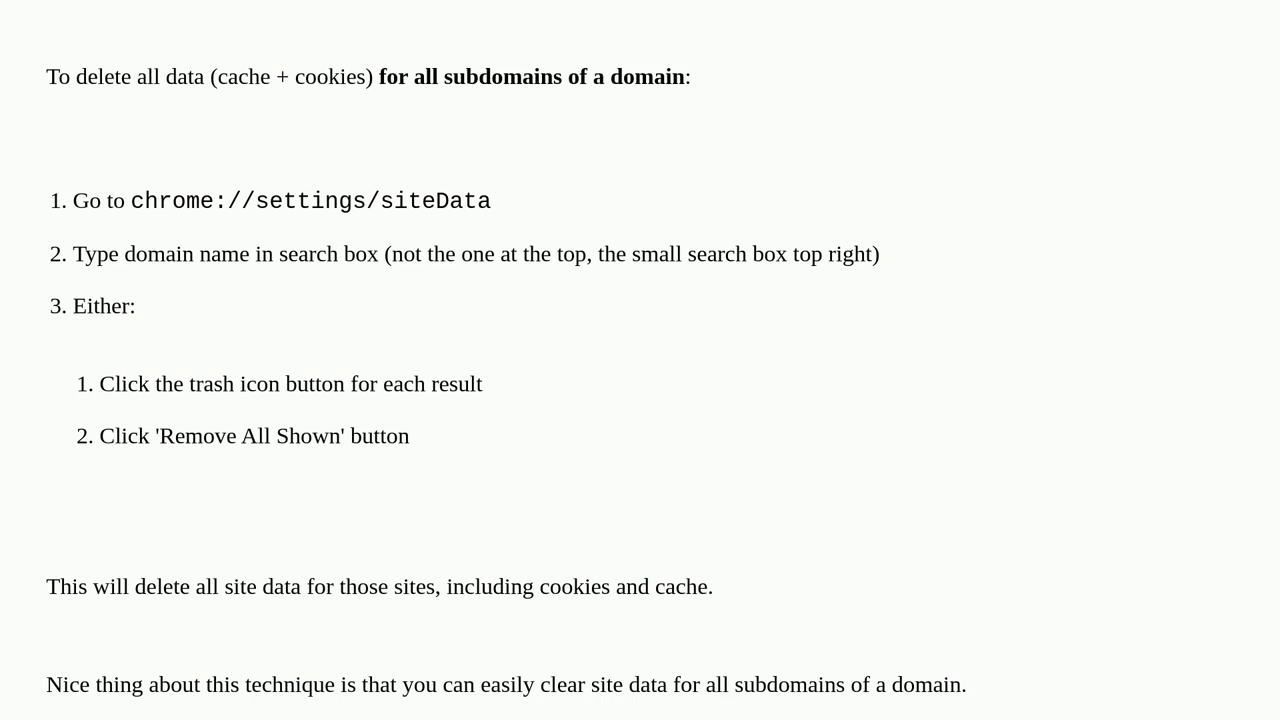 To delete all data (cache + cookies) for all subdomains of a domain:
1. Go to chrome://settings/siteData
2. Type domain name in search box (not the one at the top, the small search box top right)
3. Either:
1. Click the trash icon button for each result
2. Click 'Remove All Shown' button
This will delete all site data for those sites, including cookies and cache.
Nice thing about this technique is that you can easily clear site data for all subdomains of a domain.